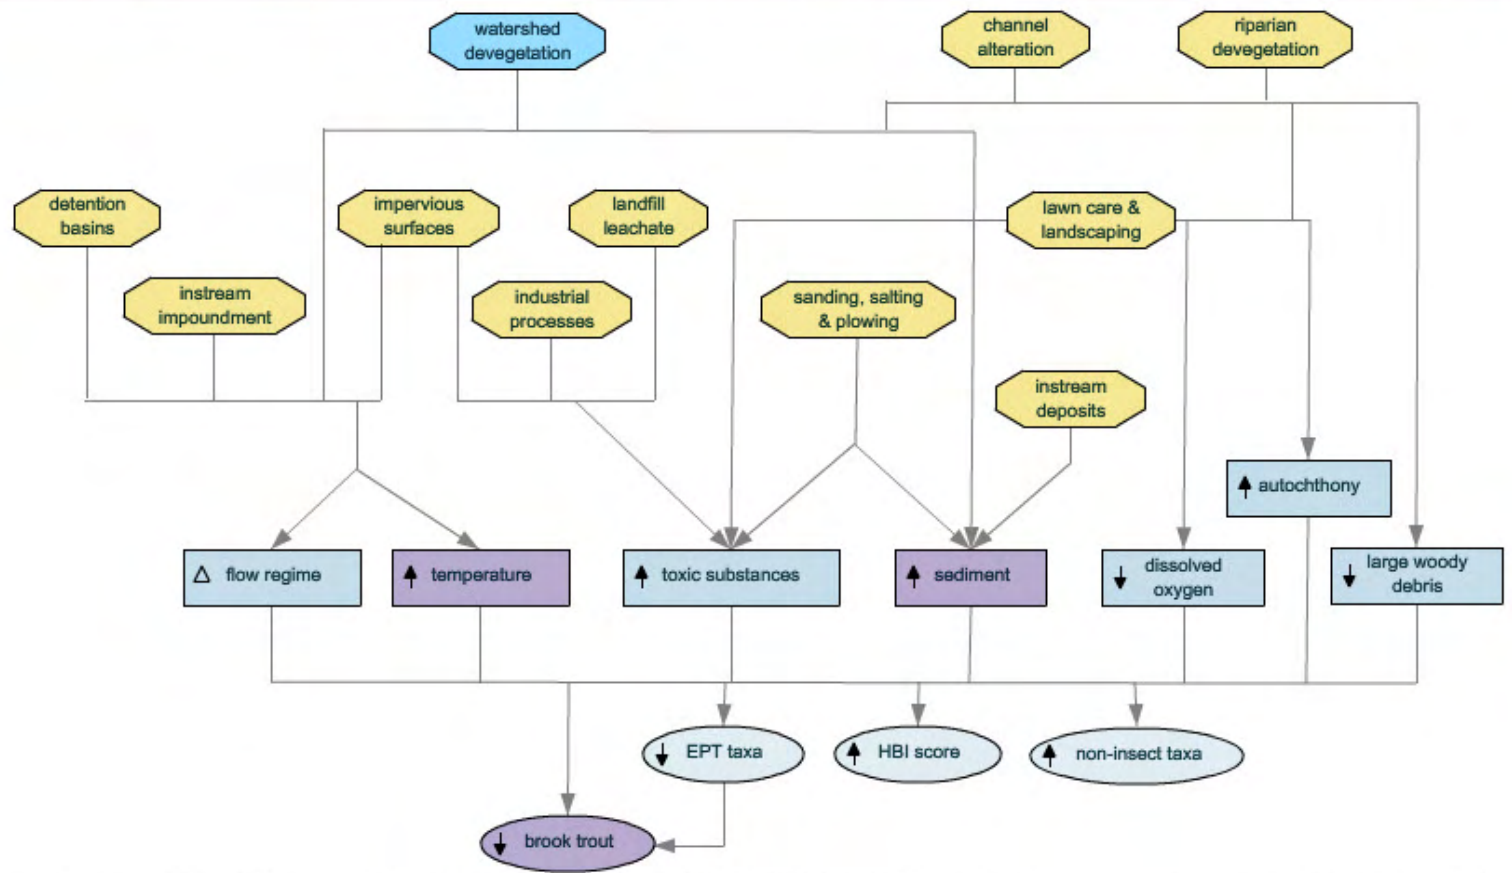 watershed
devegetation
channel
alteration
riparian
devegetation
detention
basins
impervious
surfaces
landfill
leachate
lawn care &
landscaping
instream
impoundment
industrial
processes
sanding, salting
& plowing
instream
deposits
autochthony
flow regime
temperature
toxic substances
sediment
dissolved
oxygen
large woody
debris
EPT taxa
HBI score
non-insect taxa
brook trout